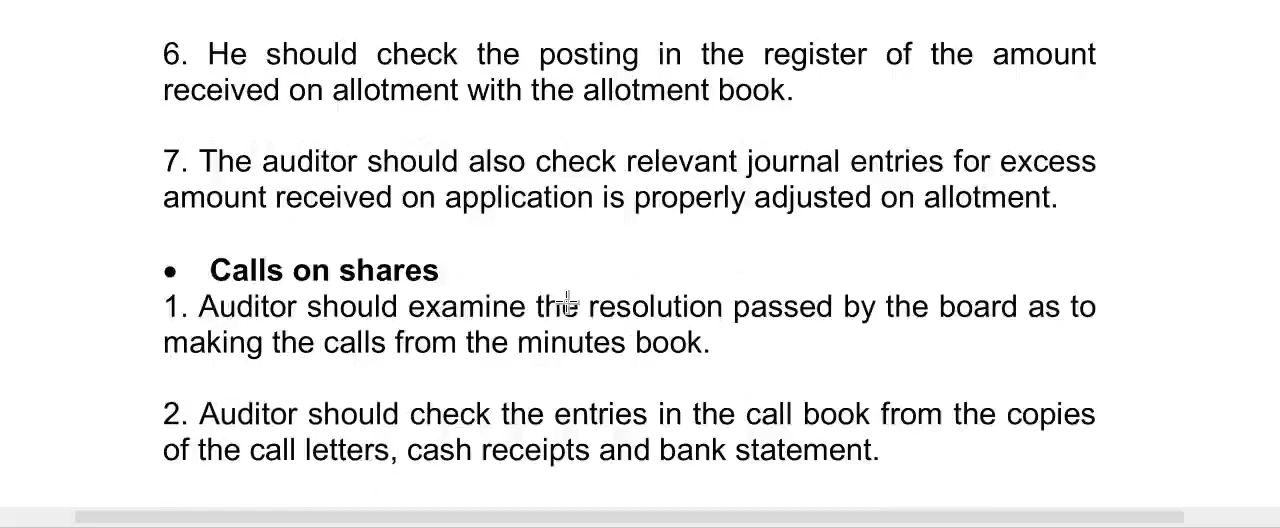 6. He should check the posting in the register of the amount
received on allotment with the allotment book.
7. The auditor should also check relevant journal entries for excess
amount received on application is properly adjusted on allotment.
• Calls on shares
1. Auditor should examine the resolution passed by the board as to
making the calls from the minutes book.
2. Auditor should check the entries in the call book from the copies
of the call letters, cash receipts and bank statement.